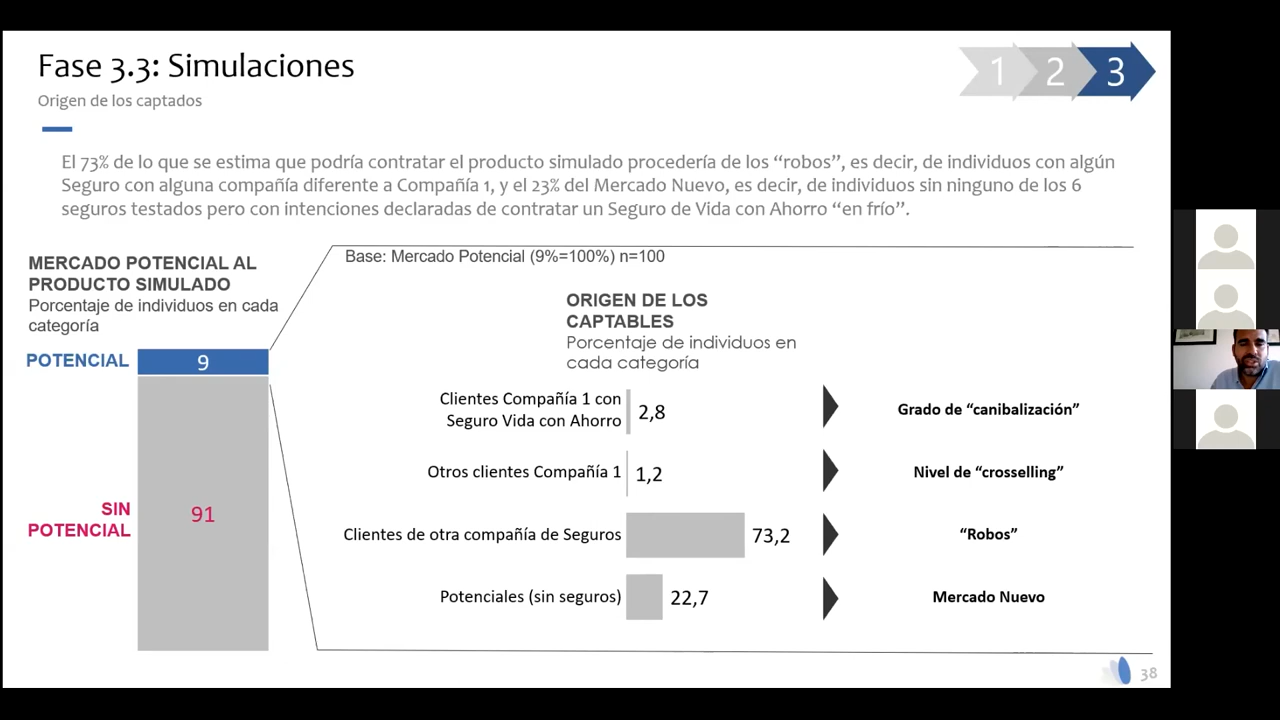 Fase 3.3: Simulaciones
Origen de los captados
1 2 3
El 73% de lo que se estima que podría contratar el producto simulado procedería de los “robos”, es decir, de individuos con algún
Seguro con alguna compañía diferente a Compañía 1, y el 23% del Mercado Nuevo, es decir, de individuos sin ninguno de los 6
seguros testados pero con intenciones declaradas de contratar un Seguro de Vida con Ahorro “en frío”.
MERCADO POTENCIAL AL
PRODUCTO SIMULADO
Porcentaje de individuos en cada
categoría
POTENCIAL
9
SIN
POTENCIAL
91
Base: Mercado Potencial (9%=100%) n=100
ORIGEN DE LOS
CAPTABLES
Porcentaje de individuos en
cada categoría
Clientes Compañía 1 con
Seguro Vida con Ahorro
2,8
Grado de “canibalización”
Otros clientes Compañía 1
1,2
Nivel de “crosselling”
Clientes de otra compañía de Seguros
73,2
“Robos”
Potenciales (sin seguros)
22,7
Mercado Nuevo
38